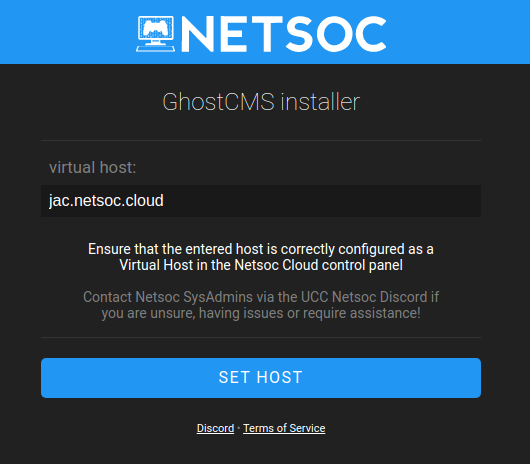 NETSOC
GhostCMS installer
virtual host:
jac.netsoc.cloud
Ensure that the entered host is correctly configured as a
Virtual Host in the Netsoc Cloud control panel
Contact Netsoc SysAdmins via the UCC Netsoc Discord if
you are unsure, having issues or require assistance!
SET HOST
Discord · Terms of Service